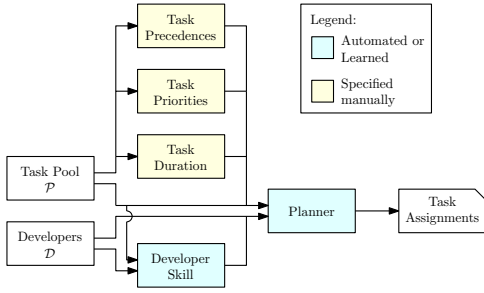 Task
Precedences
Legend:
Automated or
Learned
Task
Priorities
Specified
manually
Task
Duration
Task Pool
𝒫
Developers
𝒟
Planner
Task
Assignments
Developer
Skill